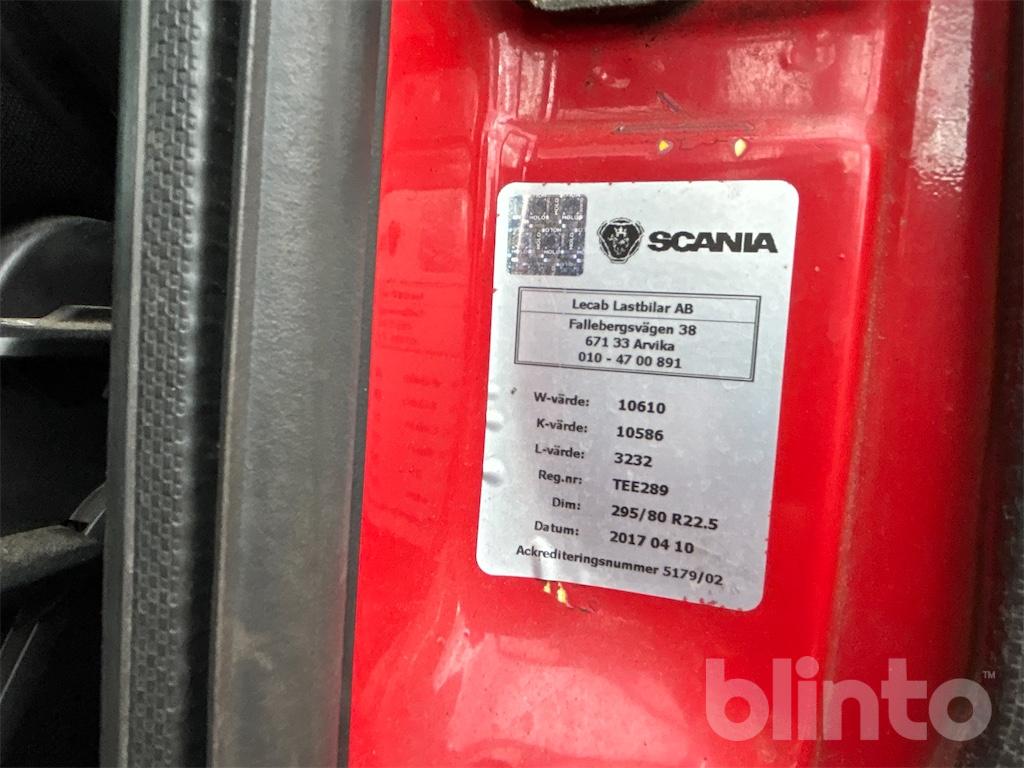 SCANIA
Lecab Lastbilar AB
Fallebergsvägen 38
671 33 Arvika
010 - 47 00 891
W-värde: 10610
K-värde: 10586
L-värde: 3232
Reg.nr: TEE289
Dim: 295/80 R22.5
Datum: 2017 04 10
Ackrediteringsnummer 5179/02
blinto™